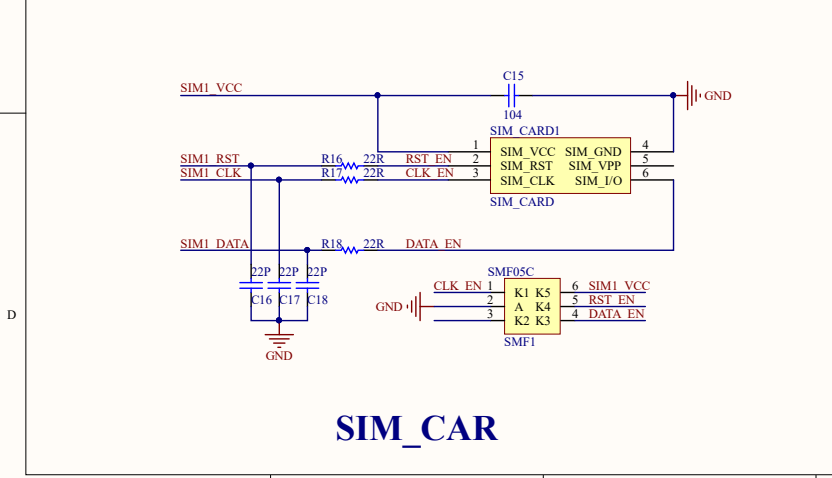 C15
SIM1_VCC
GND
104
SIM_CARD1
1 SIM_VCC SIM_GND 4
SIM1_RST R16 22R RST_EN 2 SIM_RST SIM_VPP 5
SIM1_CLK R17 22R CLK_EN 3 SIM_CLK SIM_I/O 6
SIM_CARD
SIM1_DATA R18 22R DATA_EN
22P 22P 22P
C16 C17 C18
GND
SMF05C
CLK_EN 1 K1 K5 6 SIM1_VCC
GND 2 A K4 5 RST_EN
3 K2 K3 4 DATA_EN
SMF1
D
SIM_CAR